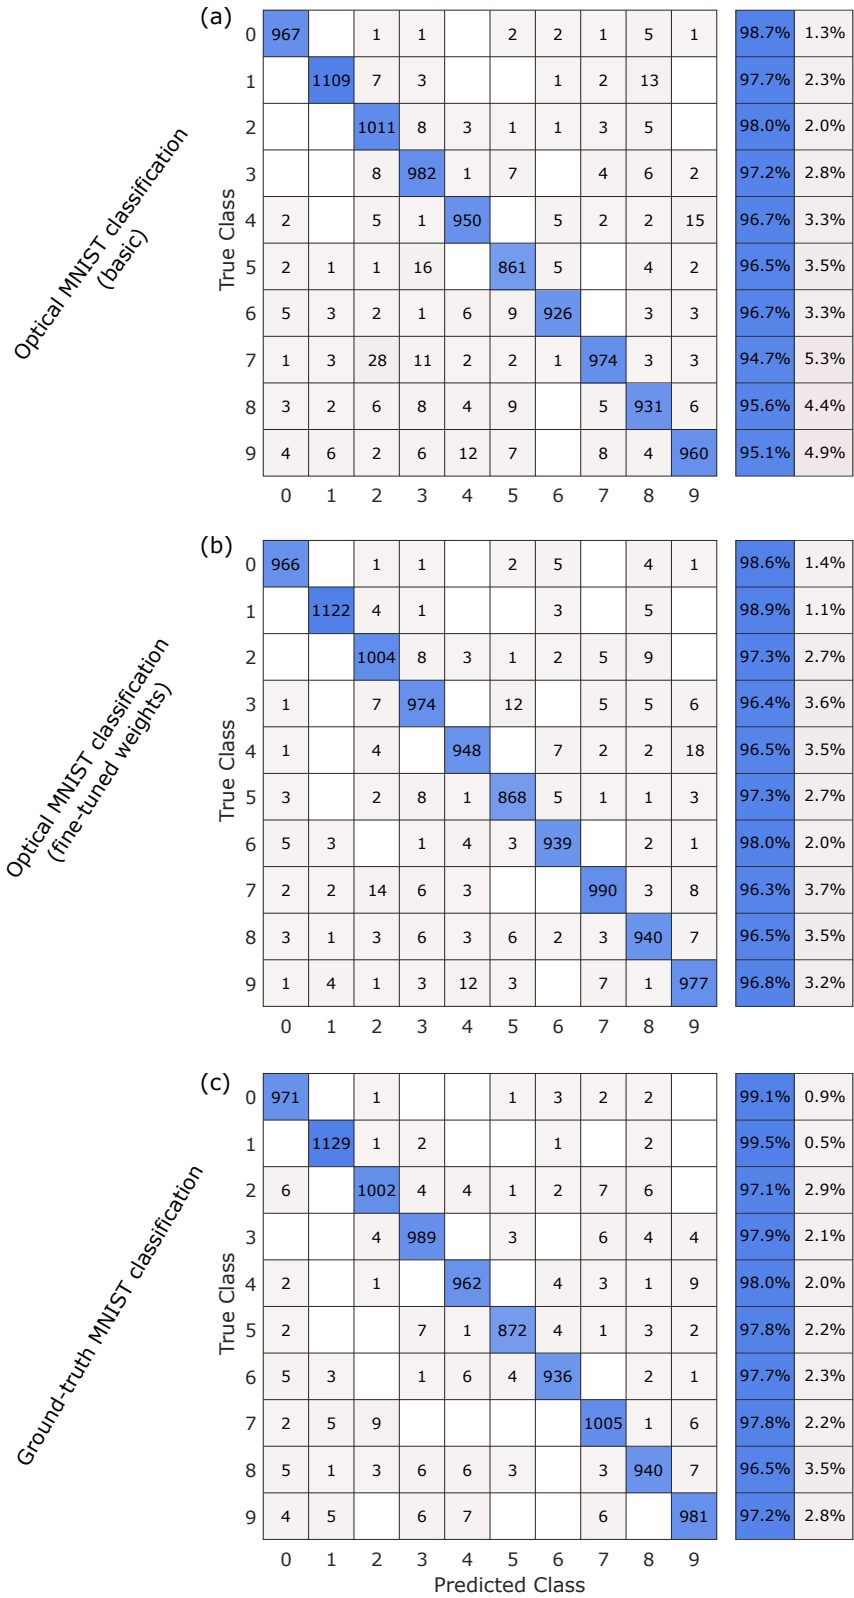 (a)
Optical MNIST classification
(basic)
True Class
0 967 1 1 2 2 1 5 1 98.7% 1.3%
1 1109 7 3 1 2 13 97.7% 2.3%
2 1011 8 3 1 1 3 5 98.0% 2.0%
3 8 982 1 7 4 6 2 97.2% 2.8%
4 2 5 1 950 5 2 2 15 96.7% 3.3%
5 2 1 1 16 861 5 4 2 96.5% 3.5%
6 5 3 2 1 6 9 926 3 3 96.7% 3.3%
7 1 3 28 11 2 2 1 974 3 3 94.7% 5.3%
8 3 2 6 8 4 9 5 931 6 95.6% 4.4%
9 4 6 2 6 12 7 8 4 960 95.1% 4.9%
0 1 2 3 4 5 6 7 8 9
(b)
Optical MNIST classification
(fine-tuned weights)
True Class
0 966 1 1 2 5 4 1 98.6% 1.4%
1 1122 4 1 3 5 98.9% 1.1%
2 1004 8 3 1 2 5 9 97.3% 2.7%
3 1 7 974 12 5 5 6 96.4% 3.6%
4 1 4 948 7 2 2 18 96.5% 3.5%
5 3 2 8 1 868 5 1 1 3 97.3% 2.7%
6 5 3 1 4 3 939 2 1 98.0% 2.0%
7 2 2 14 6 3 990 3 8 96.3% 3.7%
8 3 1 3 6 3 6 2 3 940 7 96.5% 3.5%
9 1 4 1 3 12 3 7 1 977 96.8% 3.2%
0 1 2 3 4 5 6 7 8 9
(c)
Ground-truth MNIST classification
True Class
0 971 1 1 3 2 2 99.1% 0.9%
1 1129 1 2 1 2 99.5% 0.5%
2 6 1002 4 4 1 2 7 6 97.1% 2.9%
3 4 989 3 6 4 4 97.9% 2.1%
4 2 1 962 4 3 1 9 98.0% 2.0%
5 2 7 1 872 4 1 3 2 97.8% 2.2%
6 5 3 1 6 4 936 2 1 97.7% 2.3%
7 2 5 9 1005 1 6 97.8% 2.2%
8 5 1 3 6 6 3 3 940 7 96.5% 3.5%
9 4 5 6 7 6 981 97.2% 2.8%
0 1 2 3 4 5 6 7 8 9
Predicted Class